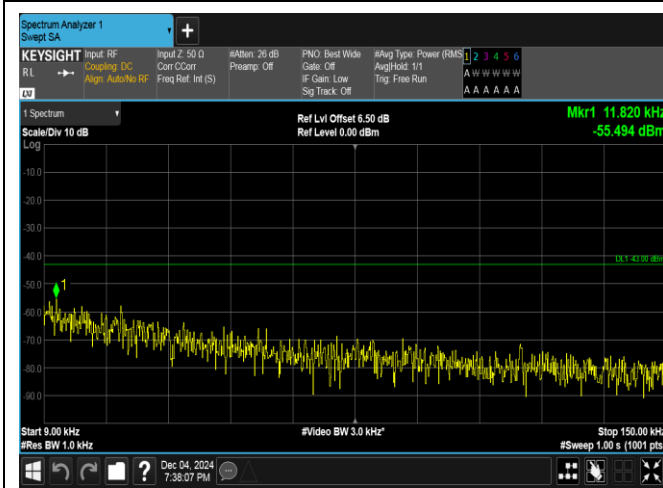 Spectrum Analyzer 1
Swept SA
+
KEYSIGHT Input: RF Input Z: 50 Ω #Atten: 26 dB PNO: Best Wide #Avg Type: Power (RMS 1 2 3 4 5 6
RL Coupling: DC Corr CCorr Preamp: Off Gate: Off Avg|Hold: 1/1 A W W W W W
Align: Auto/No RF Freq Ref: Int (S) IF Gain: Low Trig: Free Run
LXI Sig Track: Off A A A A A A
1 Spectrum Ref Lvl Offset 6.50 dB Mkr1 11.820 kHz
Scale/Div 10 dB Ref Level 0.00 dBm -55.494 dBm
Log
-10.0
-20.0
-30.0
-40.0
DL1 -43.00 dBm
-50.0
1
-60.0
-70.0
-80.0
-90.0
Start 9.00 kHz #Video BW 3.0 kHz* Stop 150.00 kHz
#Res BW 1.0 kHz #Sweep 1.00 s (1001 pts
? Dec 04, 2024
7:38:07 PM